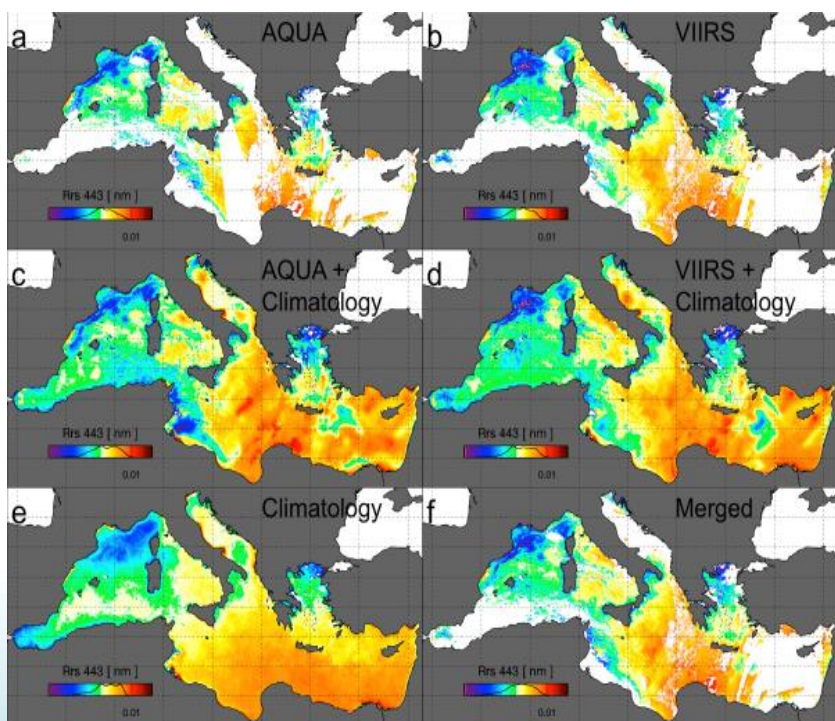 a
AQUA
b
VIIRS
Rrs 443 [ nm ]
0.01
Rrs 443 [ nm ]
0.01
c
AQUA +
Climatology
d
VIIRS +
Climatology
Rrs 443 [ nm ]
0.01
Rrs 443 [ nm ]
0.01
e
Climatology
f
Merged
Rrs 443 [ nm ]
0.01
Rrs 443 [ nm ]
0.01